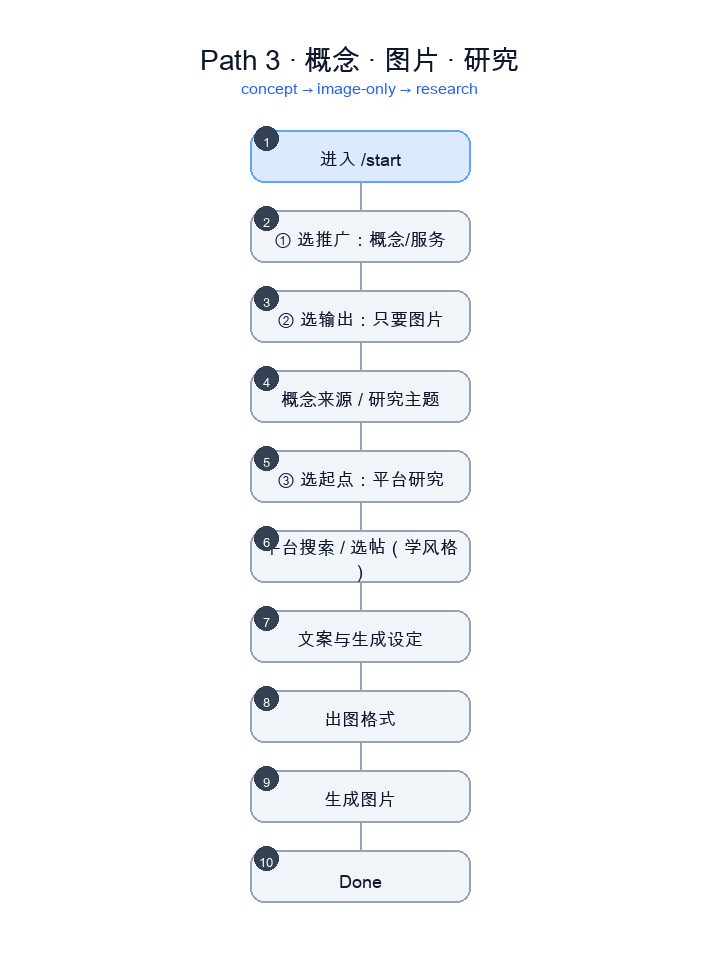 Path 3 · 概念 · 图片 · 研究
concept → image-only → research
1
进入 /start
2
① 选推广：概念/服务
3
② 选输出：只要图片
4
概念来源 / 研究主题
5
③ 选起点：平台研究
6
平台搜索 / 选帖（学风格
）
7
文案与生成设定
8
出图格式
9
生成图片
10
Done